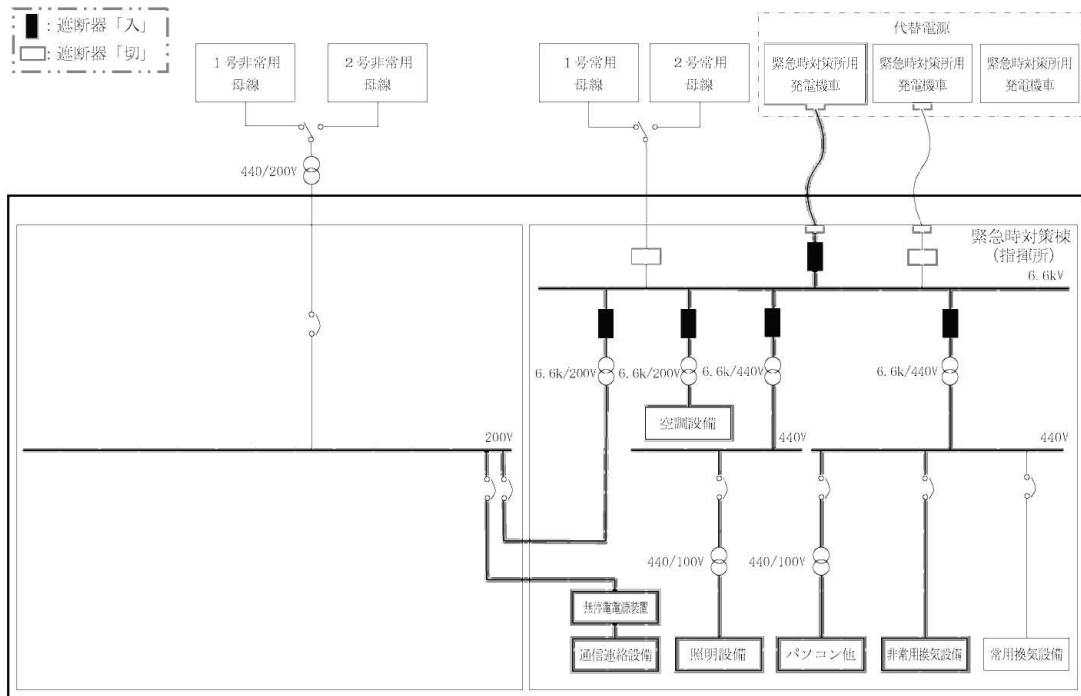 ：遮断器「入」
：遮断器「切」
代替電源
1号非常用
母線
2号非常用
母線
1号非常用
母線
2号非常用
母線
緊急時対策所用
発電機車
緊急時対策所用
発電機車
緊急時対策所用
発電機車
440/200V
緊急時対策棟
(指揮所)
6.6kV
6.6k/200V
6.6k/200V
6.6k/440V
6.6k/440V
空調設備
200V
440V
440V
440/100V
440/100V
無停電電源装置
通信連絡設備
照明設備
パソコン他
非常用換気設備
常用換気設備